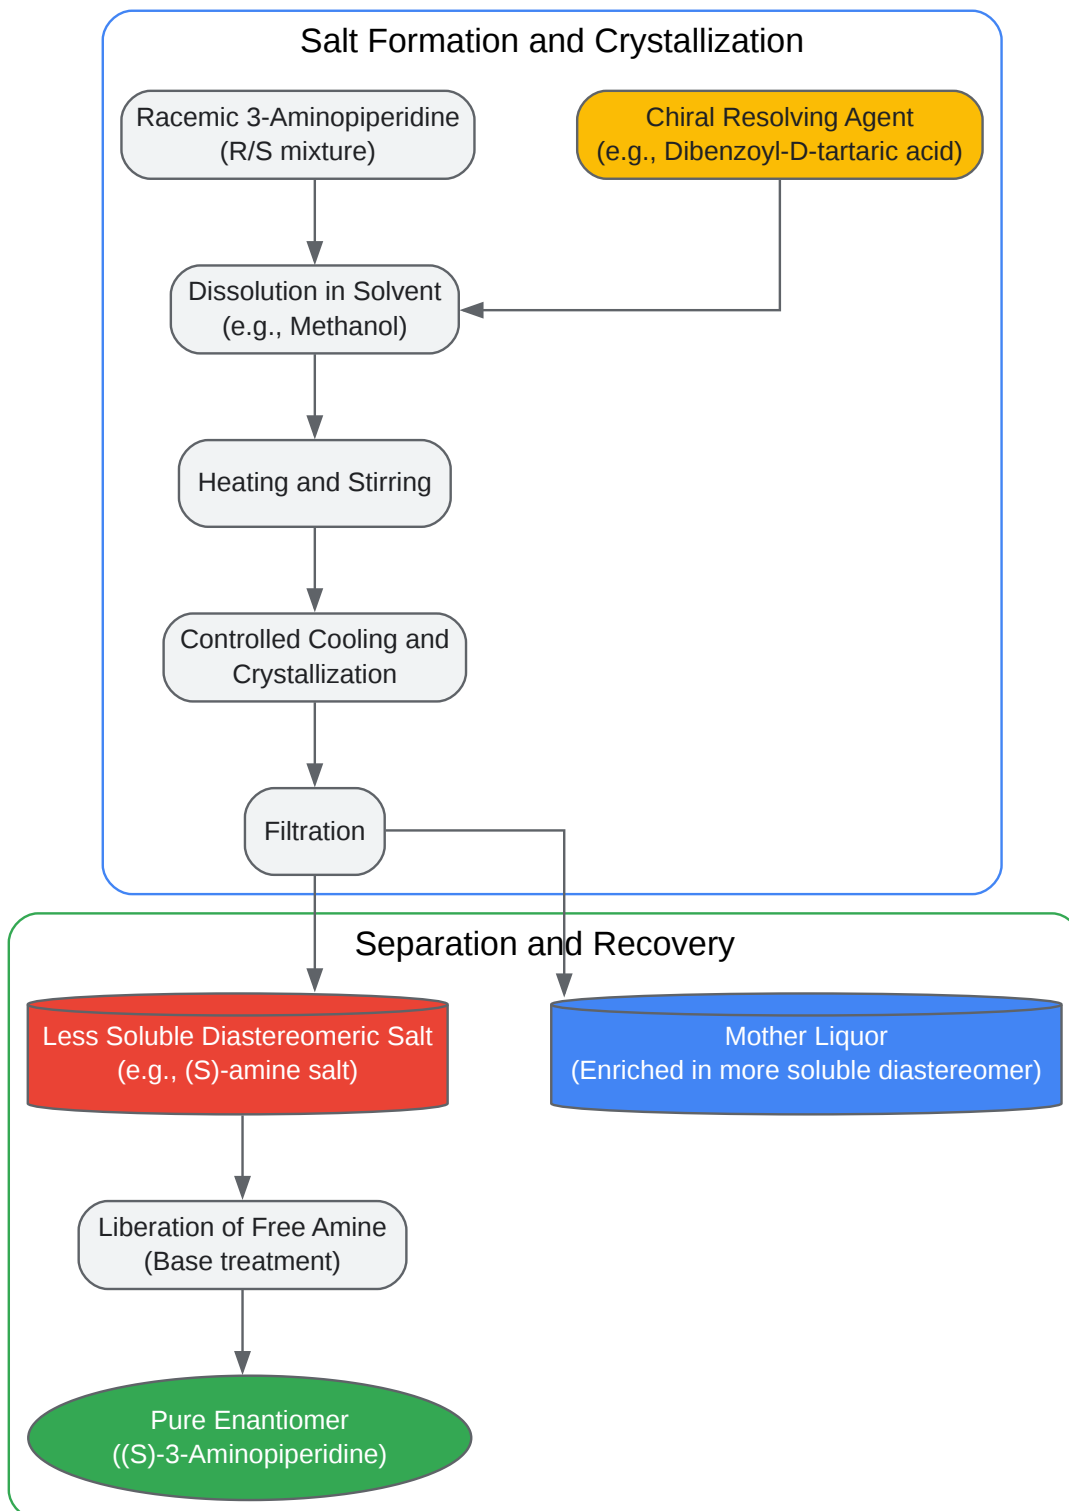 Salt Formation and Crystallization
Racemic 3-Aminopiperidine
(R/S mixture)
Chiral Resolving Agent
(e.g., Dibenzoyl-D-tartaric acid)
Dissolution in Solvent
(e.g., Methanol)
Heating and Stirring
Controlled Cooling and
Crystallization
Filtration
Separation and Recovery
Less Soluble Diastereomeric Salt
(e.g., (S)-amine salt)
Mother Liquor
(Enriched in more soluble diastereomer)
Liberation of Free Amine
(Base treatment)
Pure Enantiomer
((S)-3-Aminopiperidine)